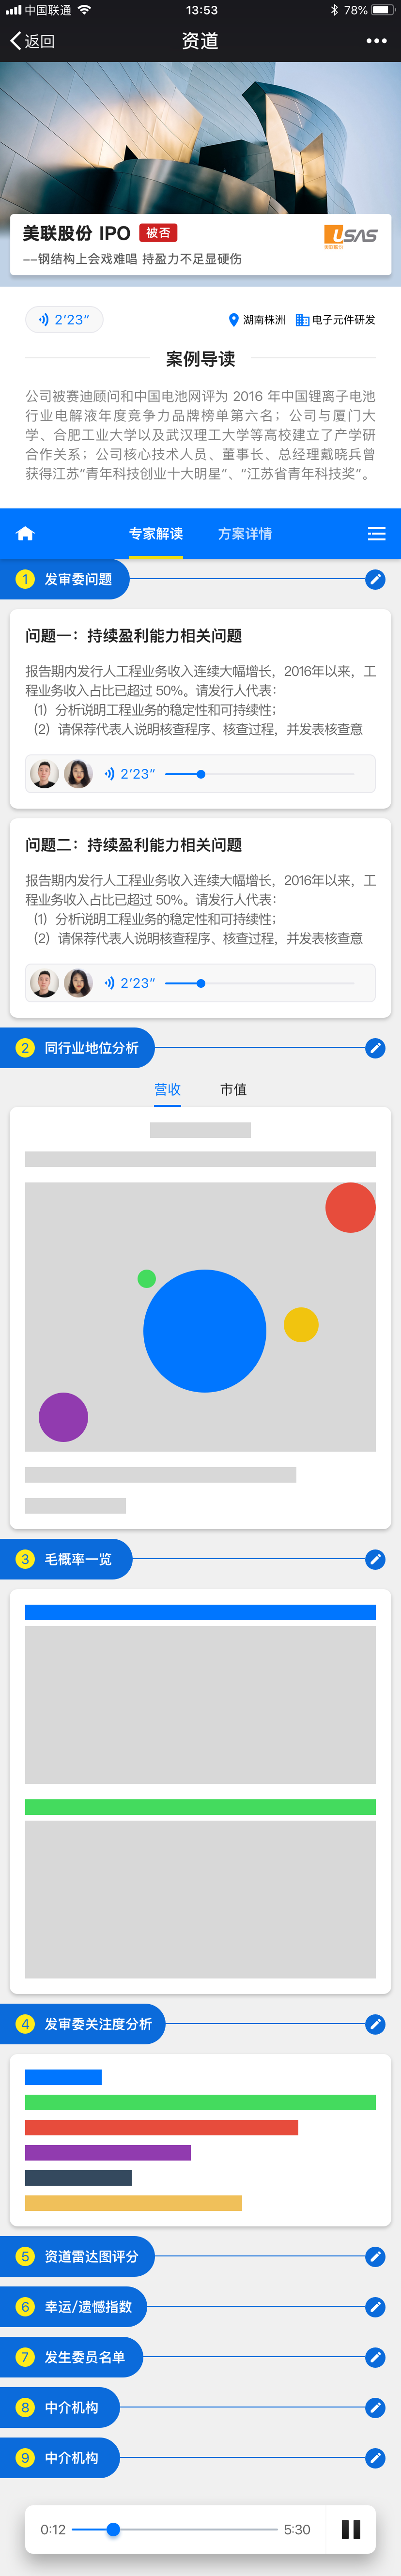 中国联通 13:53 78%
返回 资道
美联股份 IPO 被否
USAS
美联股份
--钢结构上会戏难唱 持盈力不足显硬伤
2’23” 湖南株洲 电子元件研发
案例导读
公司被赛迪顾问和中国电池网评为 2016 年中国锂离子电池
行业电解液年度竞争力品牌榜单第六名；公司与厦门大
学、合肥工业大学以及武汉理工大学等高校建立了产学研
合作关系；公司核心技术人员、董事长、总经理戴晓兵曾
获得江苏“青年科技创业十大明星”、“江苏省青年科技奖”。
专家解读 方案详情
1 发审委问题
问题一：持续盈利能力相关问题
报告期内发行人工程业务收入连续大幅增长，2016年以来，工
程业务收入占比已超过 50%。请发行人代表：
（1）分析说明工程业务的稳定性和可持续性；
（2）请保荐代表人说明核查程序、核查过程，并发表核查意
2’23”
问题二：持续盈利能力相关问题
报告期内发行人工程业务收入连续大幅增长，2016年以来，工
程业务收入占比已超过 50%。请发行人代表：
（1）分析说明工程业务的稳定性和可持续性；
（2）请保荐代表人说明核查程序、核查过程，并发表核查意
2’23”
2 同行业地位分析
营收 市值
3 毛概率一览
4 发审委关注度分析
5 资道雷达图评分
6 幸运/遗憾指数
7 发生委员名单
8 中介机构
9 中介机构
0:12 5:30